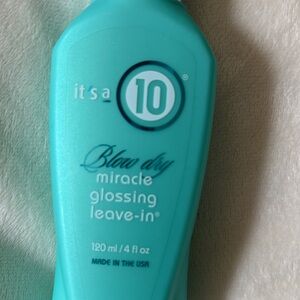 it's a 10®
Blow dry
miracle
glossing
leave-in®
120 ml / 4 fl oz
MADE IN THE USA